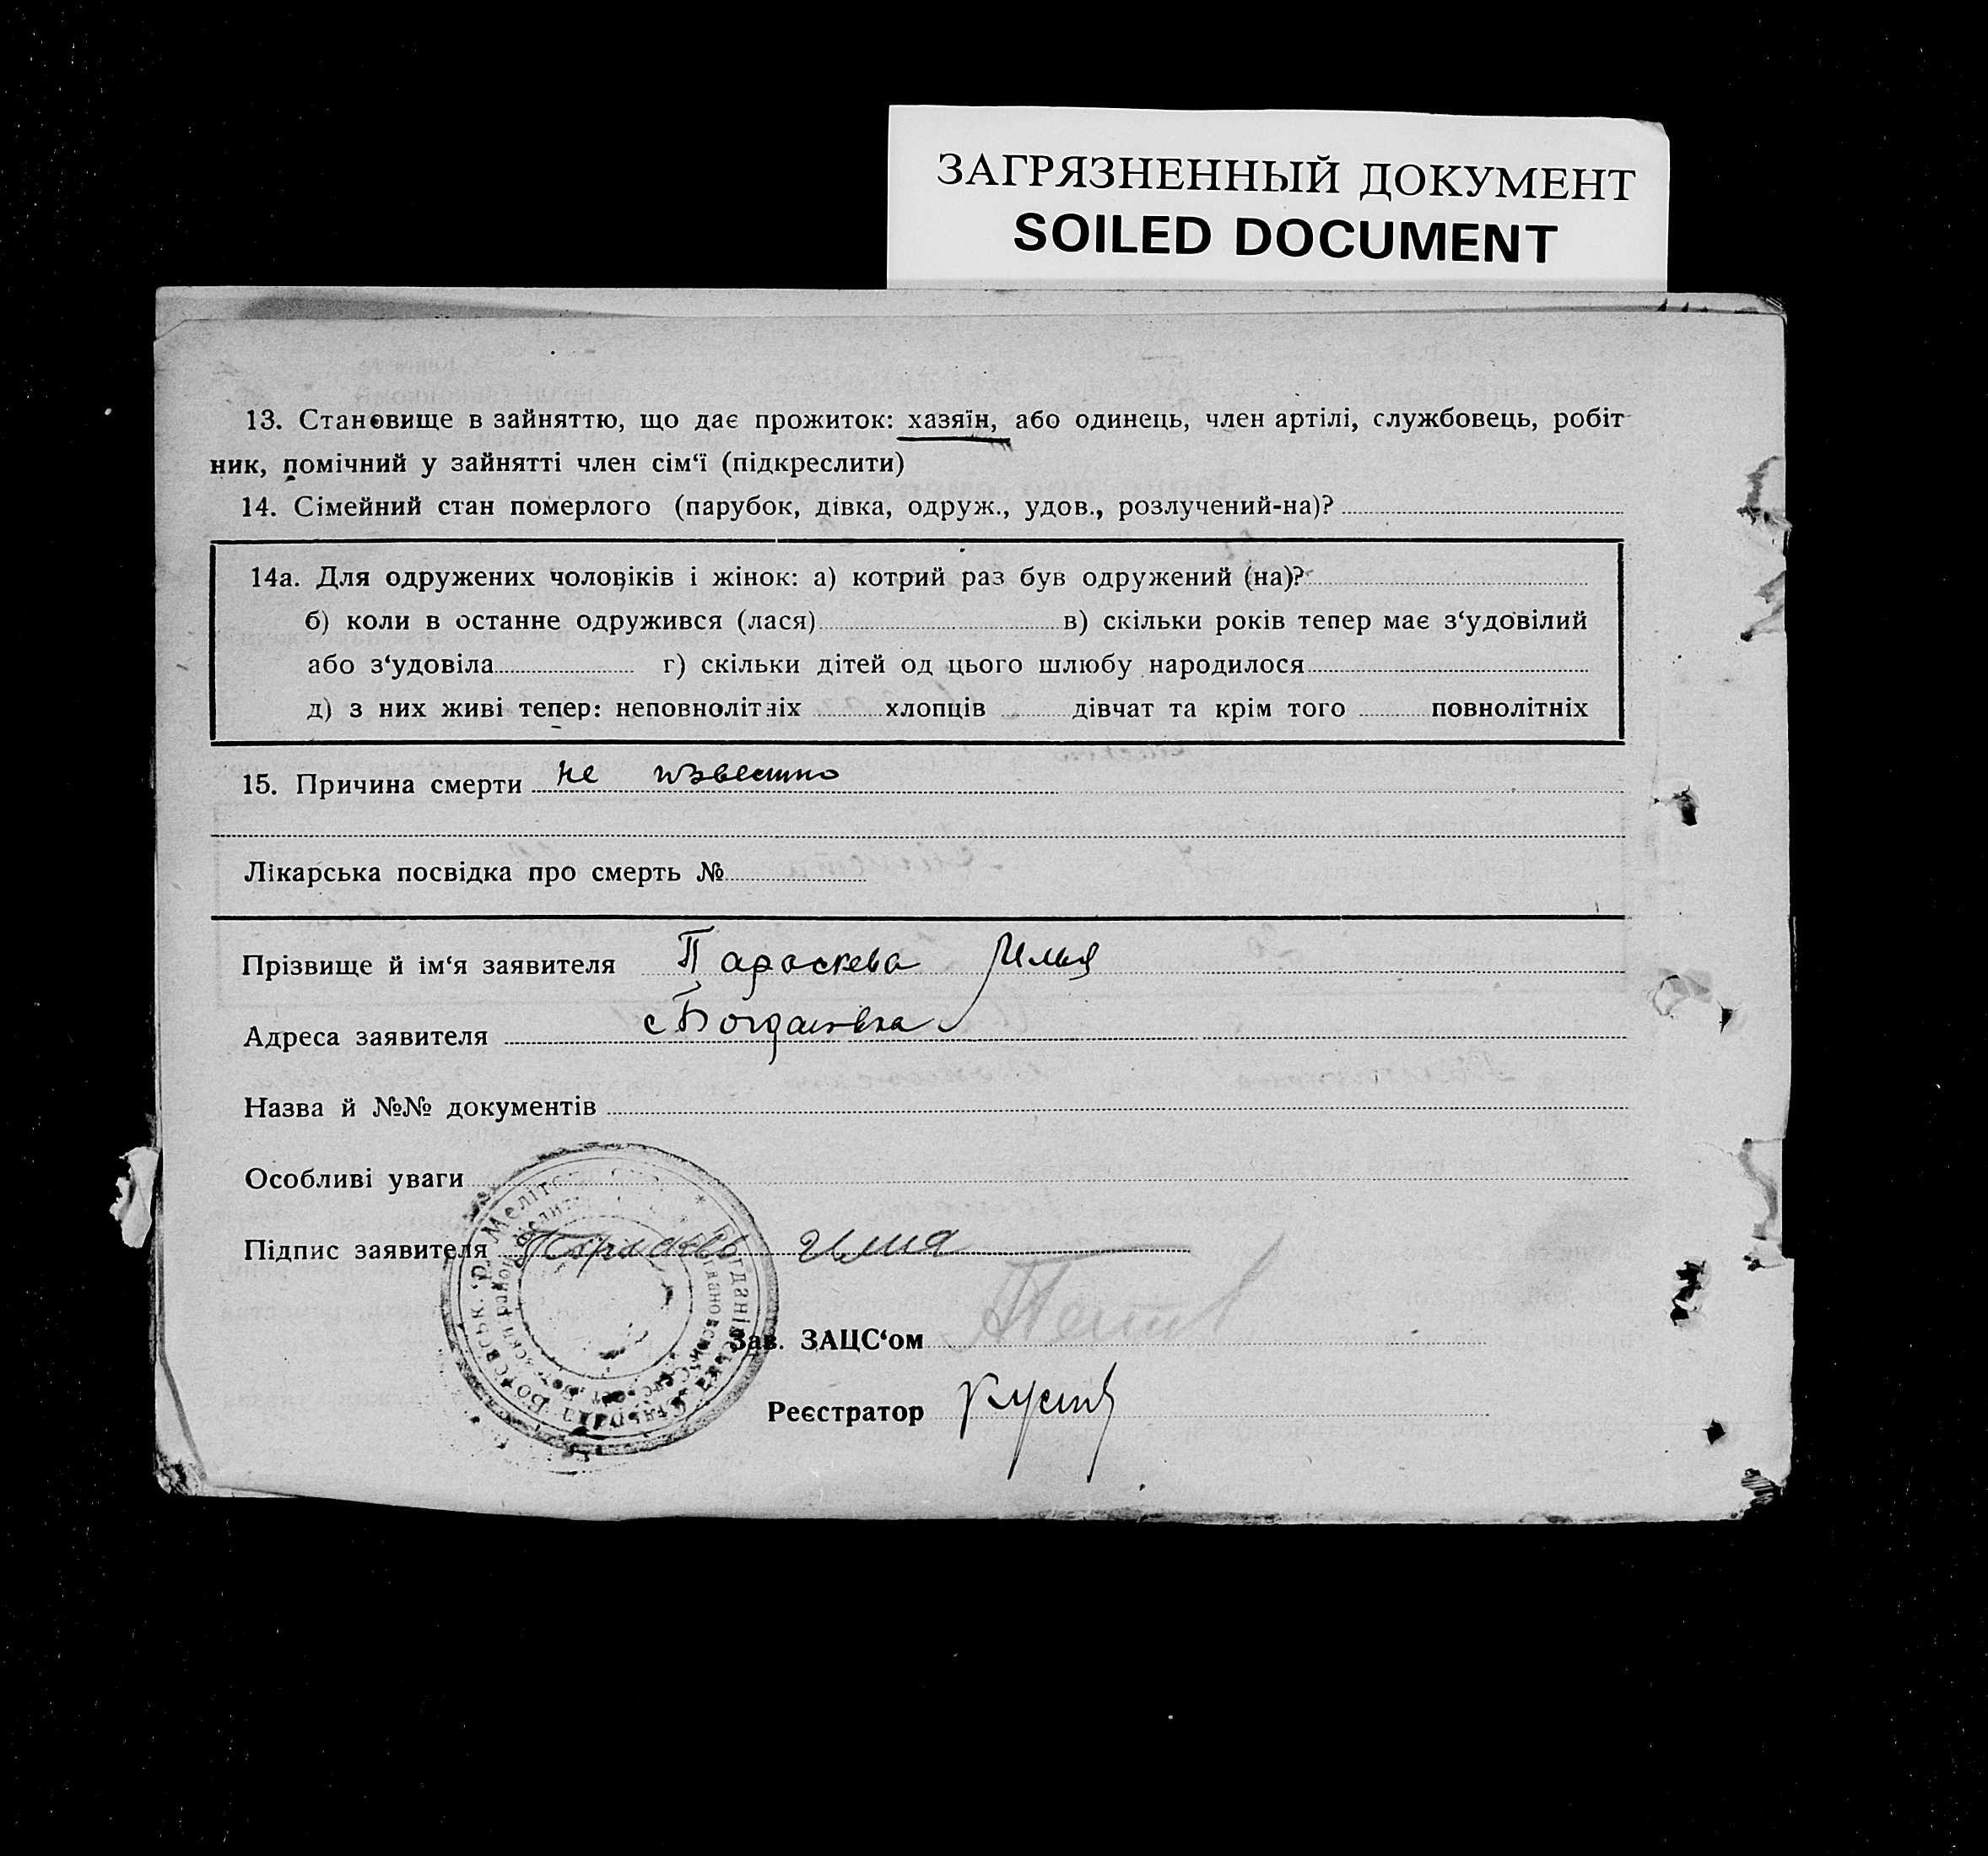 ЗАГРЯЗНЕННЫЙ ДОКУМЕНТ
SOILED DOCUMENT
13. Становище в зайняттю, що дає прожиток: хазяїн, або одинець, член артілі, службовець, робіт
ник, помічний у зайнятті член сім‘ї (підкреслити)
14. Сімейний стан померлого (парубок, дівка, одруж., удов., розлучений-на)?
14а. Для одружених чоловіків і жінок: а) котрий раз був одружений (на)?
б) коли в останне одружився (лася) в) скільки років тепер має з‘удовілий
або з‘удовіла г) скільки дітей од цього шлюбу народилося
д) з них живі тепер: неповнолітніх хлопців дівчат та крім того повнолітніх
15. Причина смерти не известно
Лікарська посвідка про смерть №
Прізвище й ім‘я заявителя Параскева Илья
Адреса заявителя с Богдановка
Назва й №№ документів
Особливі уваги
Підпис заявителя Илия
Зав. ЗАЦС‘ом
Реєстратор